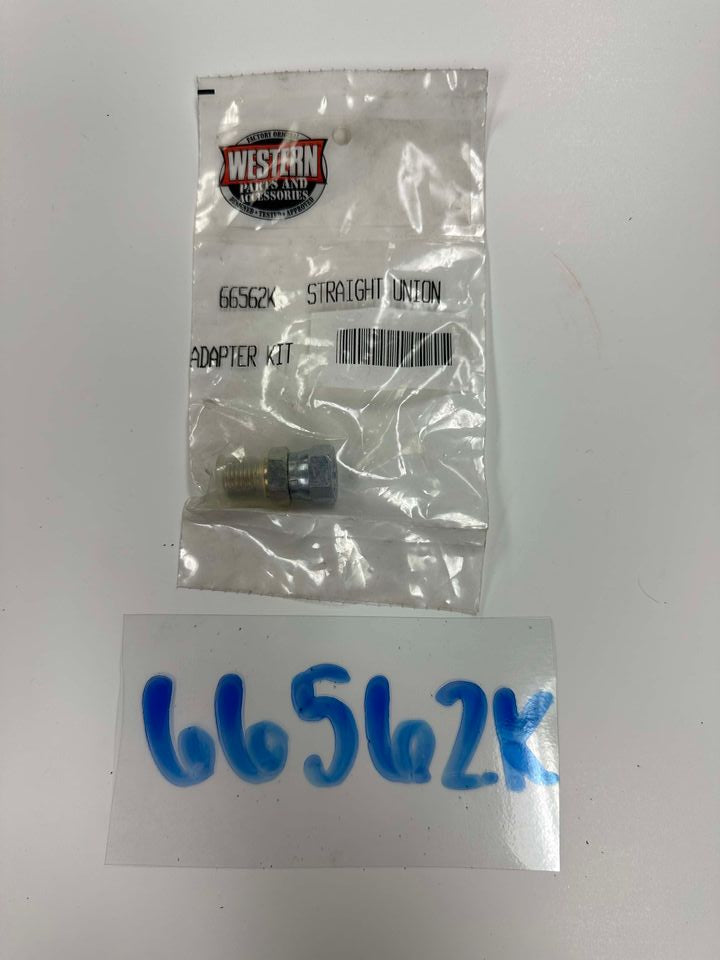 FACTORY ORIGINAL
WESTERN
PARTS AND
ACCESSORIES
DESIGNED • TESTED • APPROVED
66562K STRAIGHT UNION
ADAPTER KIT
66562K